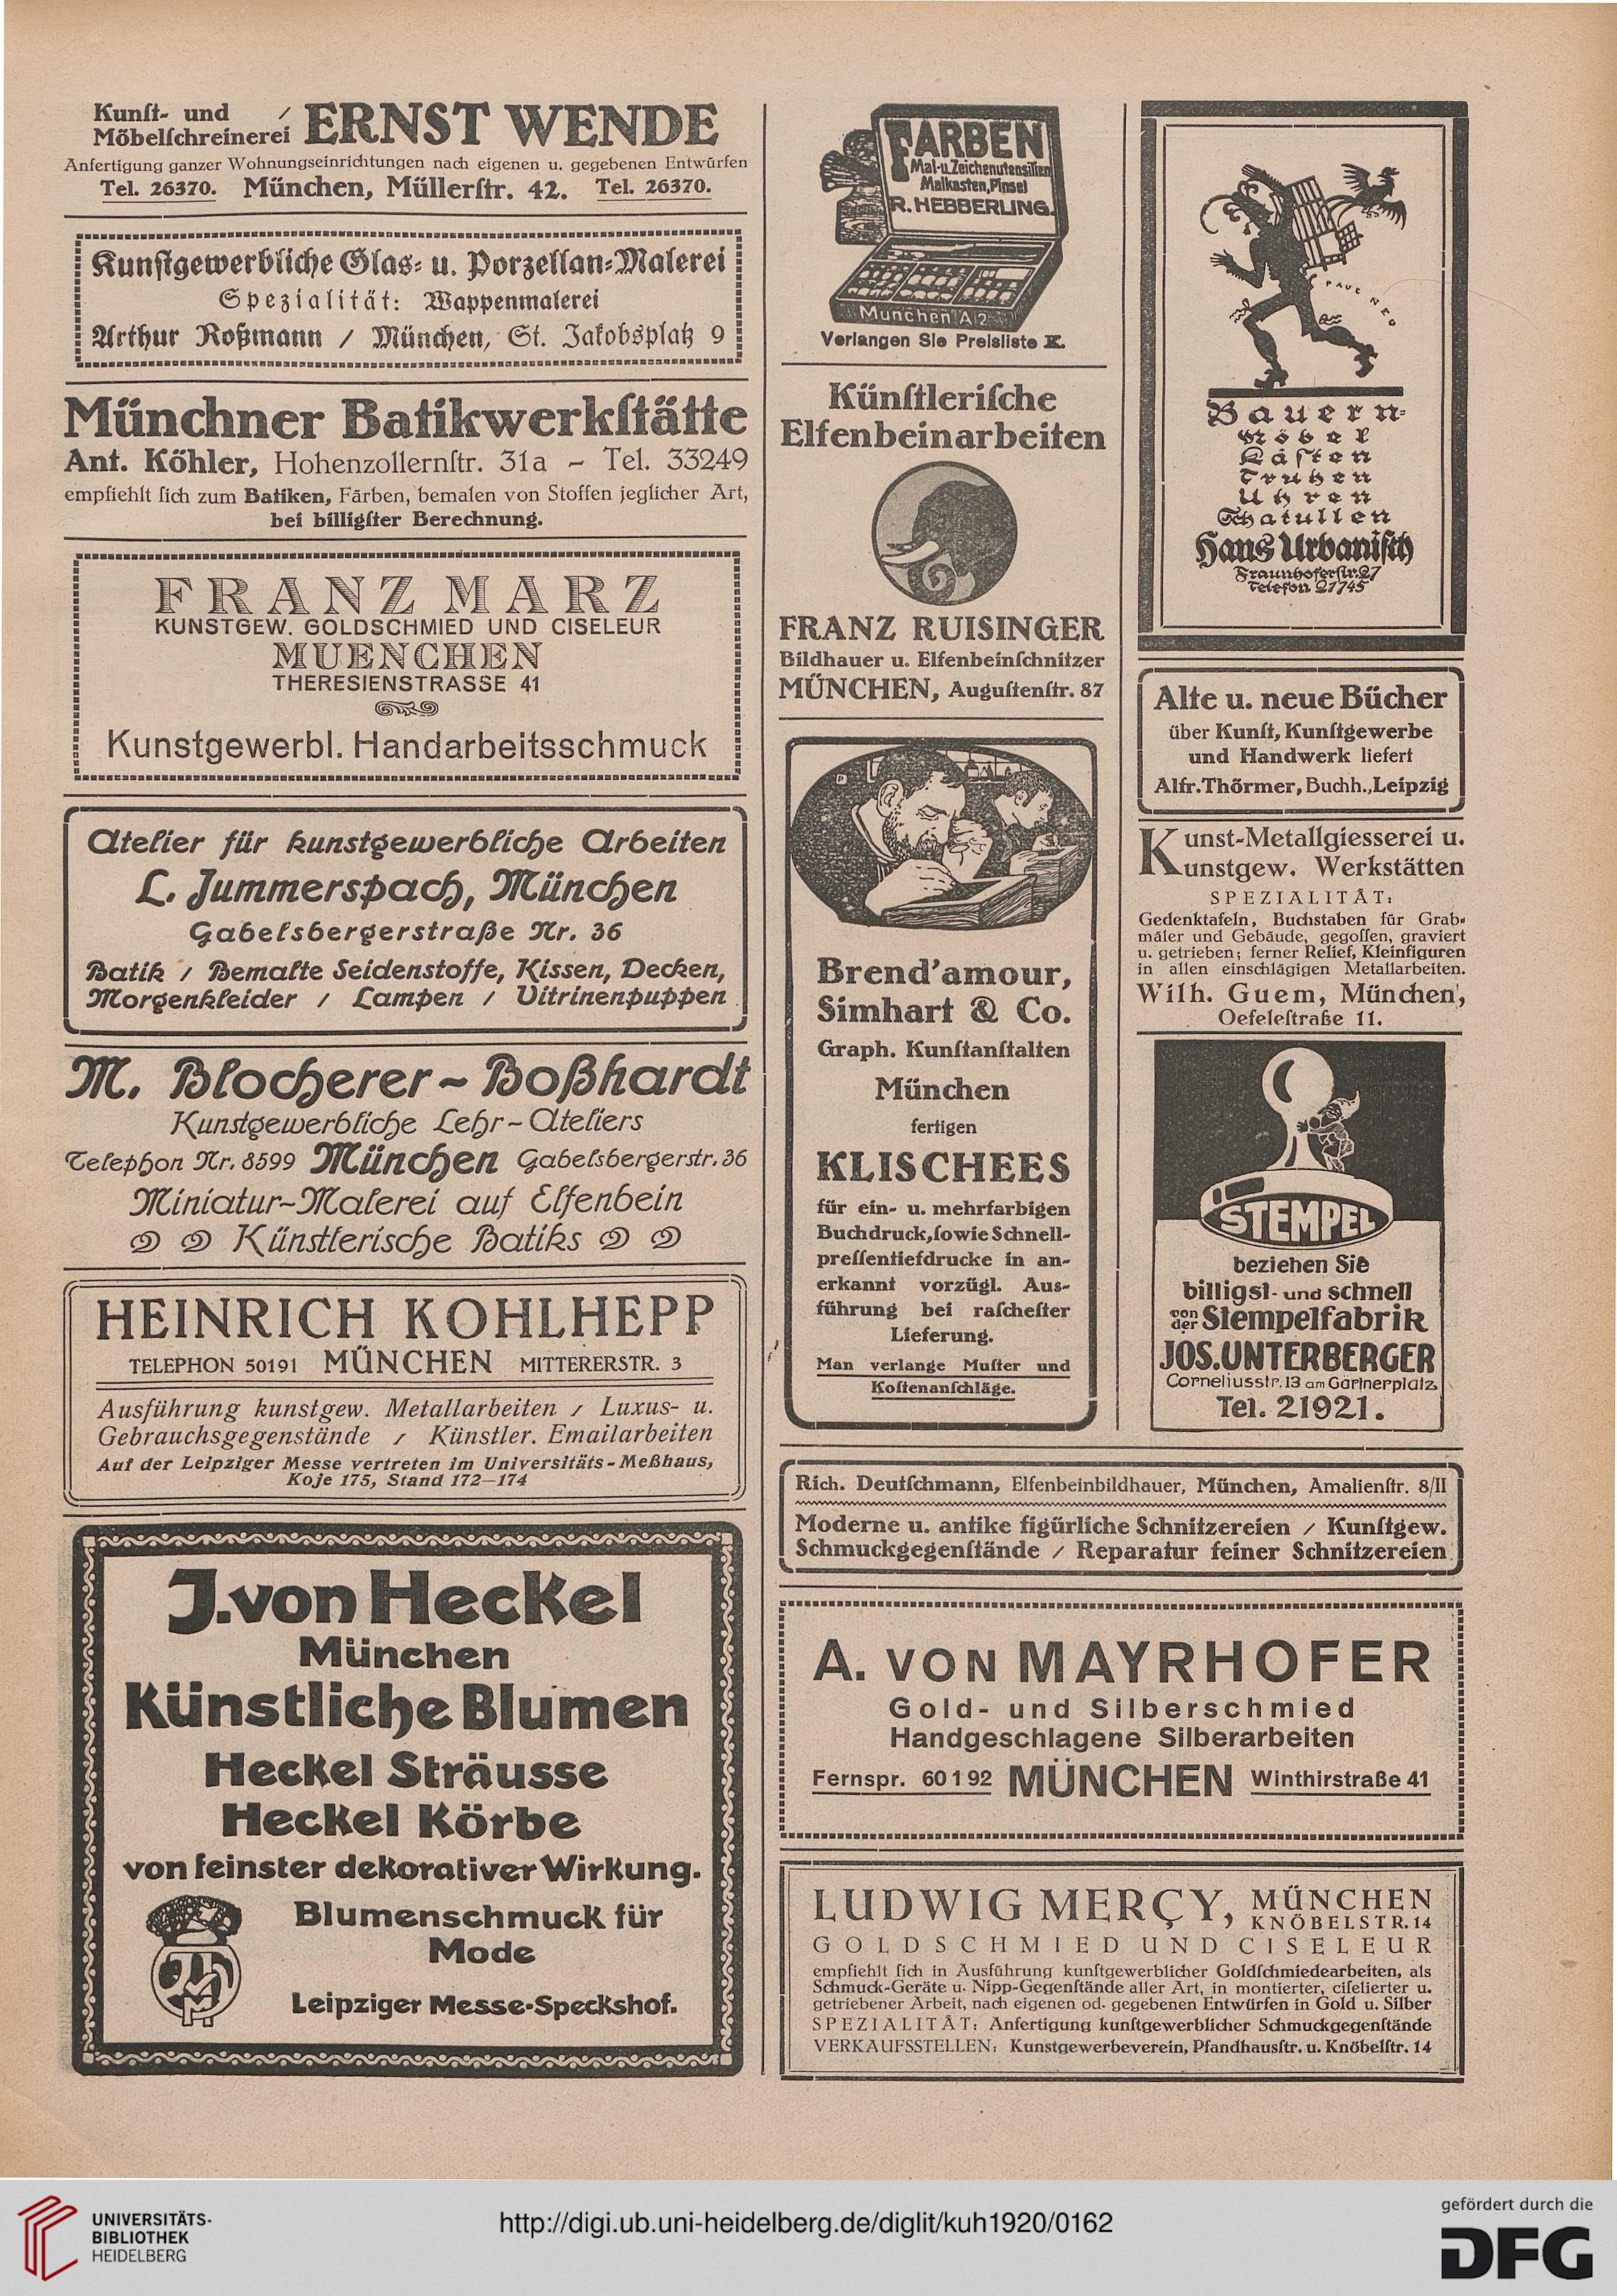 Kunſt- und /
Möbelſchreinerei ERNST WENDE
Anfertigung ganzer Wohnungseinrichtungen nach eigenen u. gegebenen Entwürfen
Tel. 26370. München, Müllerſtr. 42. Tel. 26370.
Kunſtgewerbliche Glas- u. Porzellan-Malerei
Spezialität: Wappenmalerei
Arthur Roßmann / München, St. Jakobsplatz 9
Münchner Batikwerkſtätte
Ant. Köhler, Hohenzollernſtr. 31a – Tel. 33249
empfiehlt ſich zum Batiken, Färben, bemalen von Stoffen jeglicher Art,
bei billigſter Berechnung.
FRANZ MARZ
KUNSTGEW. GOLDSCHMIED UND CISELEUR
MUENCHEN
THERESIENSTRASSE 41
Kunstgewerbl. Handarbeitsschmuck
Atelier für kunstgewerbliche Arbeiten
L. Jummerspach, München
Gabelsbergerstraße Nr. 36
Batik / Bemalte Seidenstoffe, Kissen, Decken,
Morgenkleider / Lampen / Vitrinenpuppen
M. Blocherer ~ Boßhardt
Kunstgewerbliche Lehr-Ateliers
Telephon Nr. 8599 München Gabelsbergerstr. 36
Miniatur-Malerei auf Elfenbein
Künstlerische Batiks
HEINRICH KOHLHEPP
TELEPHON 50191 MÜNCHEN MITTERERSTR. 3
Ausführung kunstgew. Metallarbeiten / Luxus- u.
Gebrauchsgegenstände / Künstler. Emailarbeiten
Auf der Leipziger Messe vertreten im Universitäts-Meßhaus,
Koje 175, Stand 172–174
J. von Heckel
München
Künstliche Blumen
Heckel Sträusse
Heckel Körbe
von feinster dekorativer Wirkung.
Blumenschmuck für
Mode
Leipziger Messe-Speckshof.
FARBEN
Mal-u.Zeichenutensilien
Malkasten, Pinsel
R. HEBBERLING.
München A 2
Verlangen Sie Preisliste K.
Künſtleriſche
Elfenbeinarbeiten
FRANZ RUISINGER
Bildhauer u. Elfenbeinſchnitzer
MÜNCHEN, Auguſtenſtr. 87
Brend'amour,
Simhart & Co.
Graph. Kunſtanſtalten
München
fertigen
KLISCHEES
für ein- u. mehrfarbigen
Buchdruck, ſowie Schnell-
preſſentiefdrucke in an-
erkannt vorzügl. Aus-
führung bei raſcheſter
Lieferung.
Man verlange Muſter und
Koſtenanſchläge.
PAUL NEO
Bauern-
Möbel
Käſten
Truhen
Uhren
Schatullen
Hans Urbaniſch
Fraunhoferſtr. 27
Telefon 27745
Alte u. neue Bücher
über Kunſt, Kunſtgewerbe
und Handwerk liefert
Alfr. Thörmer, Buchh., Leipzig
Kunst-Metallgiesserei u.
Kunstgew. Werkstätten
SPEZIALITÄT:
Gedenktafeln, Buchstaben für Grab-
mäler und Gebäude, gegoſſen, graviert
u. getrieben; ferner Relief, Kleinfiguren
in allen einschlägigen Metallarbeiten.
Wilh. Guem, München,
Oefeleſtraße 11.
STEMPEL
beziehen Sie
billigst- und schnell
von der Stempelfabrik
JOS. UNTERBERGER
Corneliusstr. 13 am Gärtnerplatz
Tel. 21921.
Rich. Deutſchmann, Elfenbeinbildhauer, München, Amalienſtr. 8/II
Moderne u. antike figürliche Schnitzereien / Kunſtgew.
Schmuckgegenſtände / Reparatur feiner Schnitzereien
A. VON MAYRHOFER
Gold- und Silberschmied
Handgeschlagene Silberarbeiten
Fernspr. 60192 MÜNCHEN Winthirstraße 41
LUDWIG MERÇY, MÜNCHEN
KNÖBELSTR. 14
GOLDSCHMIED UND CISELEUR
empfiehlt ſich in Ausführung kunſtgewerblicher Goldſchmiedearbeiten, als
Schmuck-Geräte u. Nipp-Gegenſtände aller Art, in montierter, ciſelierter u.
getriebener Arbeit, nach eigenen od. gegebenen Entwürfen in Gold u. Silber
SPEZIALITÄT: Anfertigung kunſtgewerblicher Schmuckgegenſtände
VERKAUFSSTELLEN: Kunstgewerbeverein, Pfandhausſtr. u. Knöbelſtr. 14
UNIVERSITÄTS-
BIBLIOTHEK
HEIDELBERG
http://digi.ub.uni-heidelberg.de/diglit/kuh1920/0162
gefördert durch die
DFG